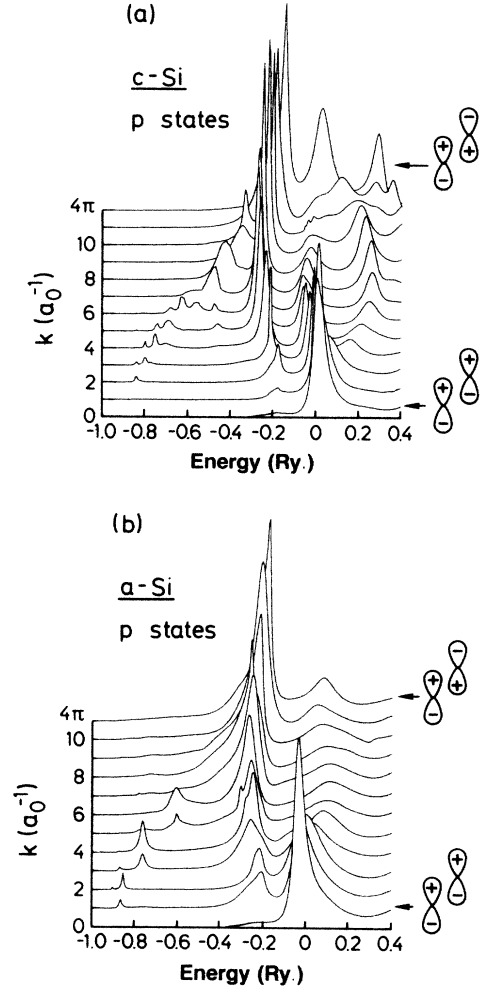 (a)
c-Si
p states
4π
10
8
6
4
2
0
k (a₀⁻¹)
-1.0 -0.8 -0.6 -0.4 -0.2 0 0.2 0.4
Energy (Ry.)
−
+ +
−
+
+ −
−
(b)
a-Si
p states
4π
10
8
6
4
2
0
k (a₀⁻¹)
-1.0 -0.8 -0.6 -0.4 -0.2 0 0.2 0.4
Energy (Ry.)
−
+ +
−
+
+ −
−